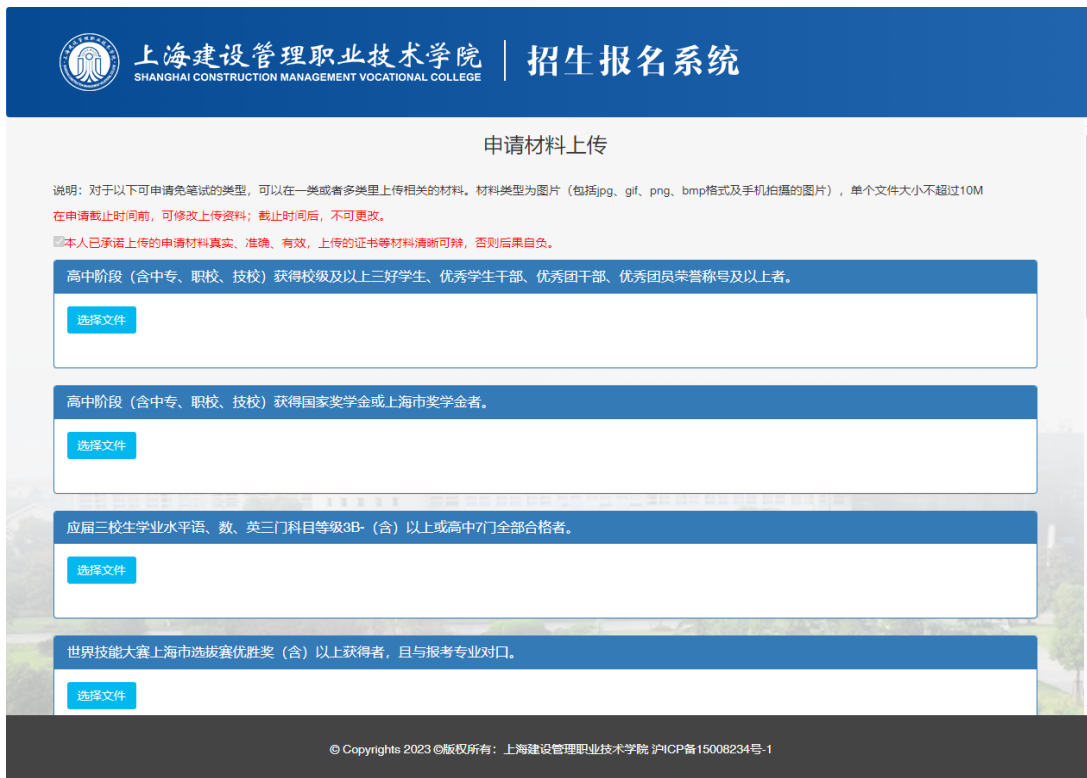 上海建设管理职业技术学院
SHANGHAI CONSTRUCTION MANAGEMENT VOCATIONAL COLLEGE
招生报名系统
申请材料上传
说明：对于以下可申请免笔试的类型，可以在一类或者多类里上传相关的材料。材料类型为图片（包括jpg、gif、png、bmp格式及手机拍摄的图片），单个文件大小不超过10M
在申请截止时间前，可修改上传资料；截止时间后，不可更改。
本人已承诺上传的申请材料真实、准确、有效，上传的证书等材料清晰可辩，否则后果自负。
高中阶段（含中专、职校、技校）获得校级及以上三好学生、优秀学生干部、优秀团干部、优秀团员荣誉称号及以上者。
选择文件
高中阶段（含中专、职校、技校）获得国家奖学金或上海市奖学金者。
选择文件
应届三校生学业水平语、数、英三门科目等级3B-（含）以上或高中7门全部合格者。
选择文件
世界技能大赛上海市选拔赛优胜奖（含）以上获得者，且与报考专业对口。
选择文件
© Copyrights 2023 ©版权所有：上海建设管理职业技术学院 沪ICP备15008234号-1